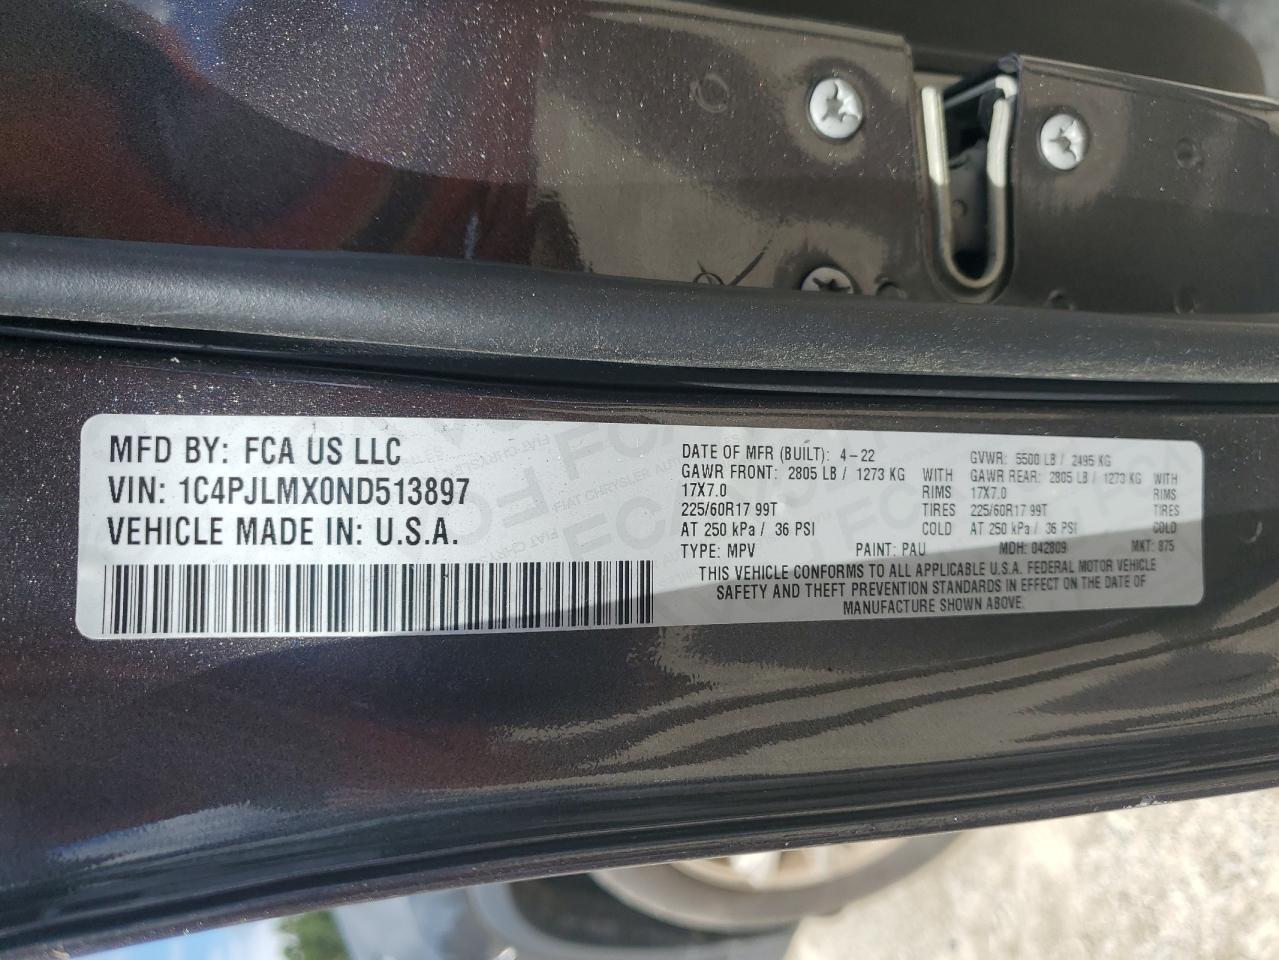 MFD BY: FCA US LLC
VIN: 1C4PJLMX0ND513897
VEHICLE MADE IN: U.S.A.
DATE OF MFR (BUILT): 4-22 GVWR: 5500 LB / 2495 KG
GAWR FRONT: 2805 LB / 1273 KG WITH GAWR REAR: 2805 LB / 1273 KG WITH
17X7.0 RIMS 17X7.0 RIMS
225/60R17 99T TIRES 225/60R17 99T TIRES
AT 250 kPa / 36 PSI COLD AT 250 kPa / 36 PSI COLD
TYPE: MPV PAINT: PAU MDH: 042809 MKT: 875
THIS VEHICLE CONFORMS TO ALL APPLICABLE U.S.A. FEDERAL MOTOR VEHICLE
SAFETY AND THEFT PREVENTION STANDARDS IN EFFECT ON THE DATE OF
MANUFACTURE SHOWN ABOVE.